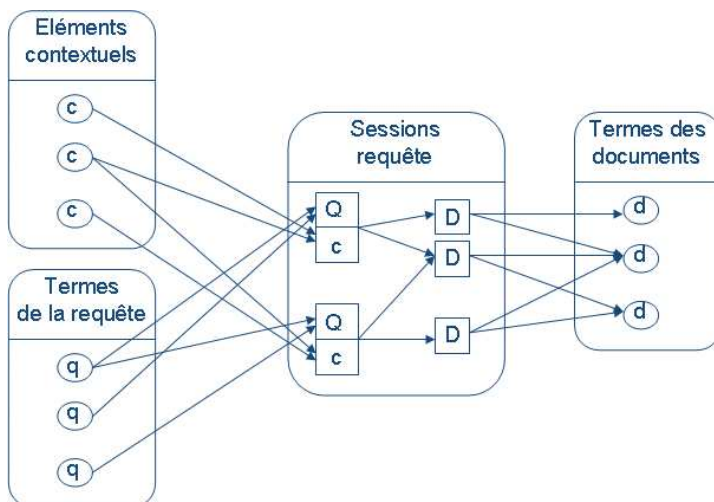 Eléments
contextuels
c
c
c
Termes
de la requête
q
q
q
Sessions
requête
Q
c
Q
c
D
D
D
Termes des
documents
d
d
d